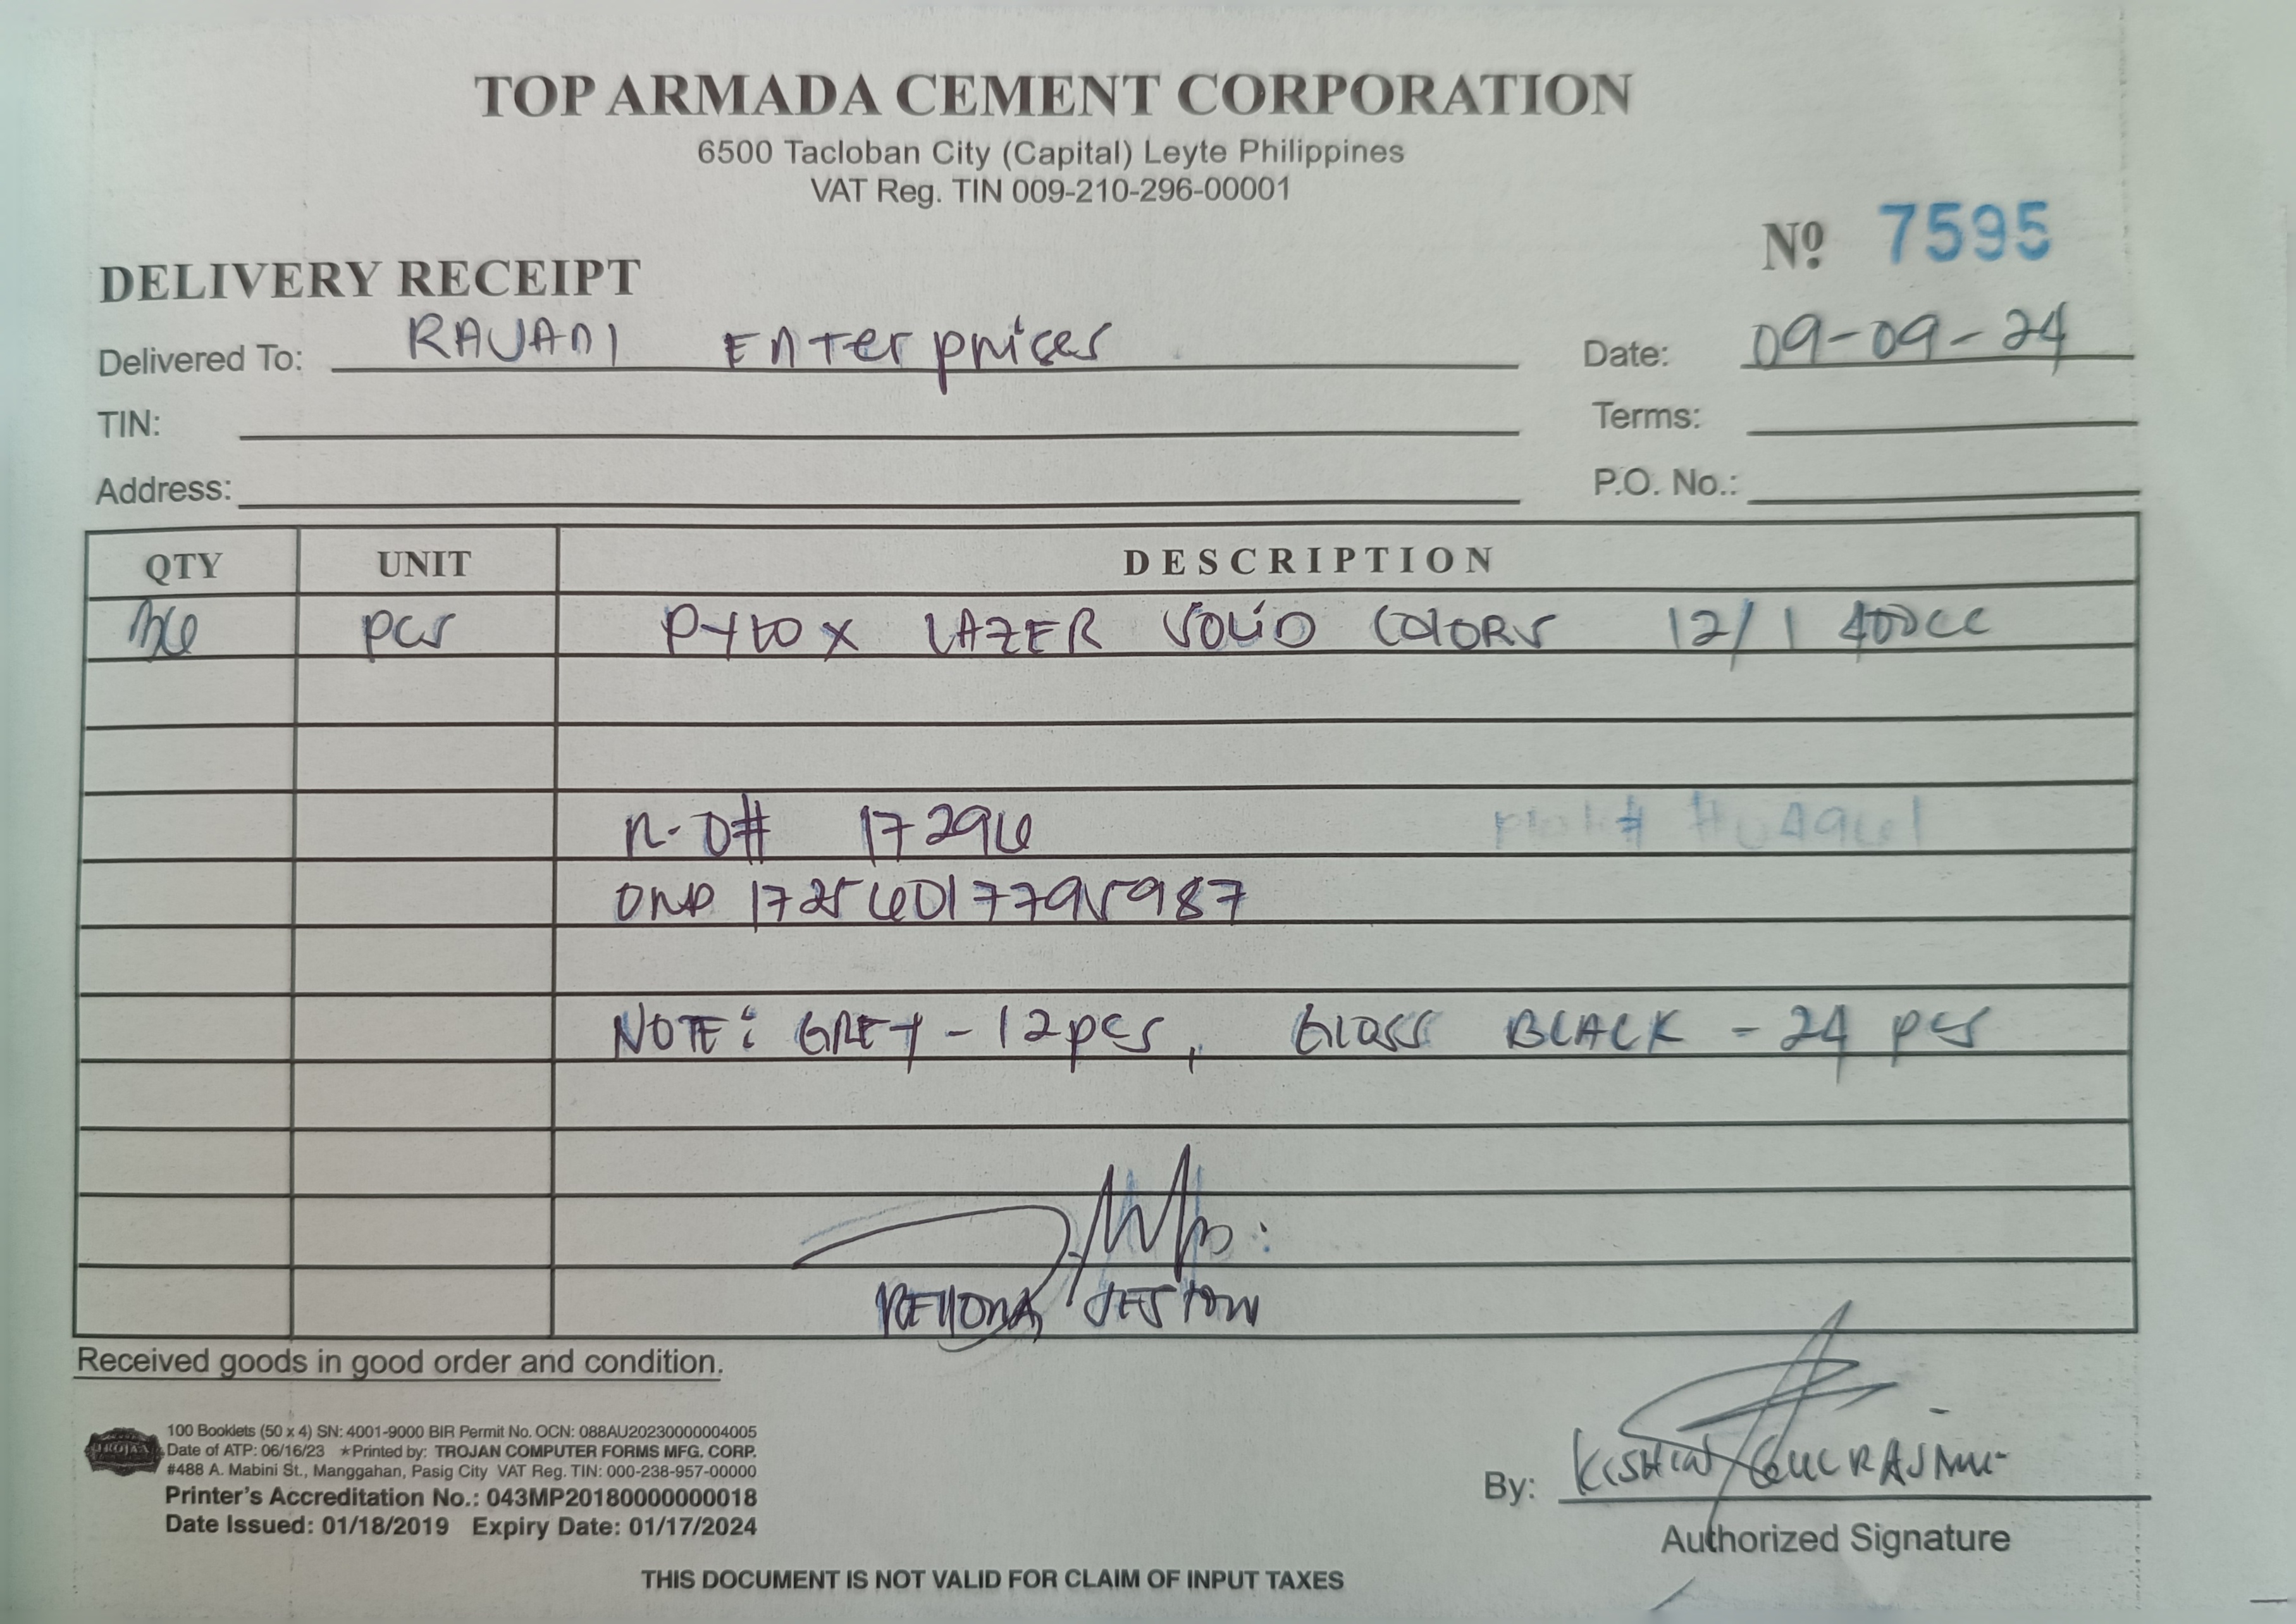 TOP ARMADA CEMENT CORPORATION
6500 Tacloban City (Capital) Leyte Philippines
VAT Reg. TIN 009-210-296-00001
Nº 7595
DELIVERY RECEIPT
Delivered To: RAJANI Enterprises Date: 09-09-24
TIN: Terms:
Address: P.O. No.:
QTY UNIT DESCRIPTION
36 pcs PYLOX LAZER SOLID COLORS 12/1 400cc
R-O# 17296
ORD 17256017795987
NOTE: GREY - 12pcs, GLOSS BLACK - 24 pcs
Received goods in good order and condition.
TROJAN
100 Booklets (50 x 4) SN: 4001-9000 BIR Permit No. OCN: 088AU20230000004005
Date of ATP: 06/16/23 ★Printed by: TROJAN COMPUTER FORMS MFG. CORP.
#488 A. Mabini St., Manggahan, Pasig City VAT Reg. TIN: 000-238-957-00000
Printer's Accreditation No.: 043MP20180000000018
Date Issued: 01/18/2019 Expiry Date: 01/17/2024
By:
Authorized Signature
THIS DOCUMENT IS NOT VALID FOR CLAIM OF INPUT TAXES